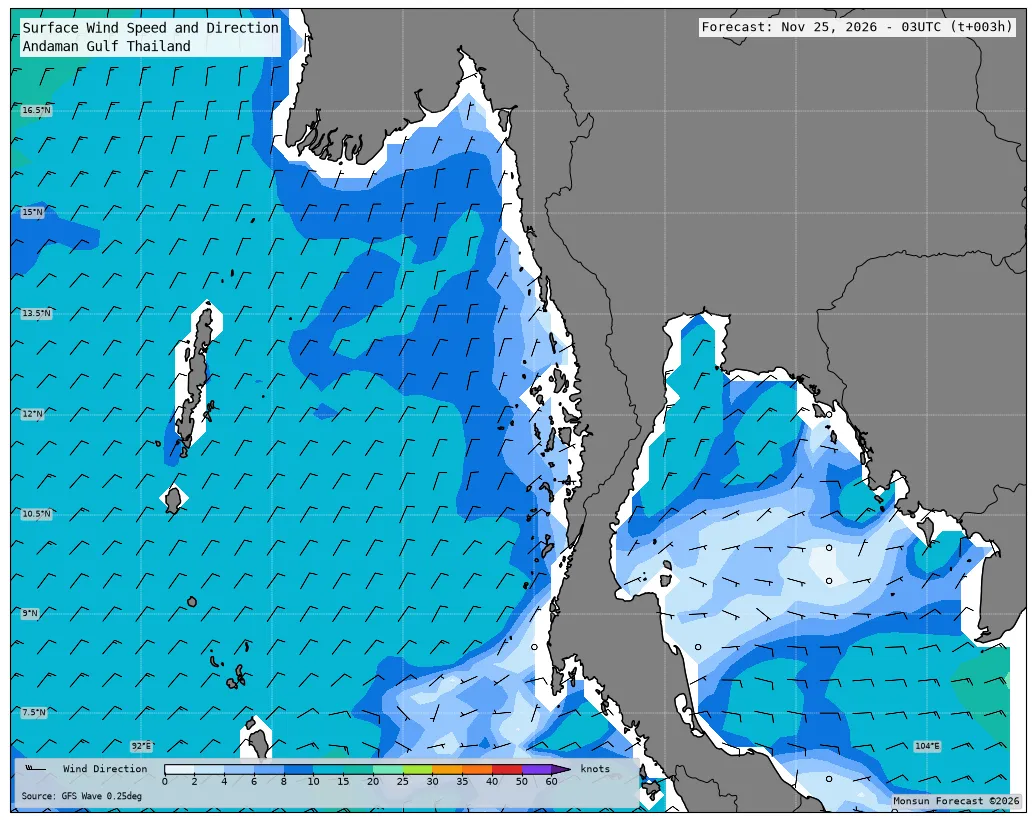 Surface Wind Speed and Direction
Andaman Gulf Thailand
Forecast: Nov 25, 2026 - 03UTC (t+003h)
16.5°N
15°N
13.5°N
12°N
10.5°N
9°N
7.5°N
92°E
104°E
Wind Direction
0 2 4 6 8 10 15 20 25 30 35 40 50 60
knots
Source: GFS Wave 0.25deg
Monsun Forecast ©2026